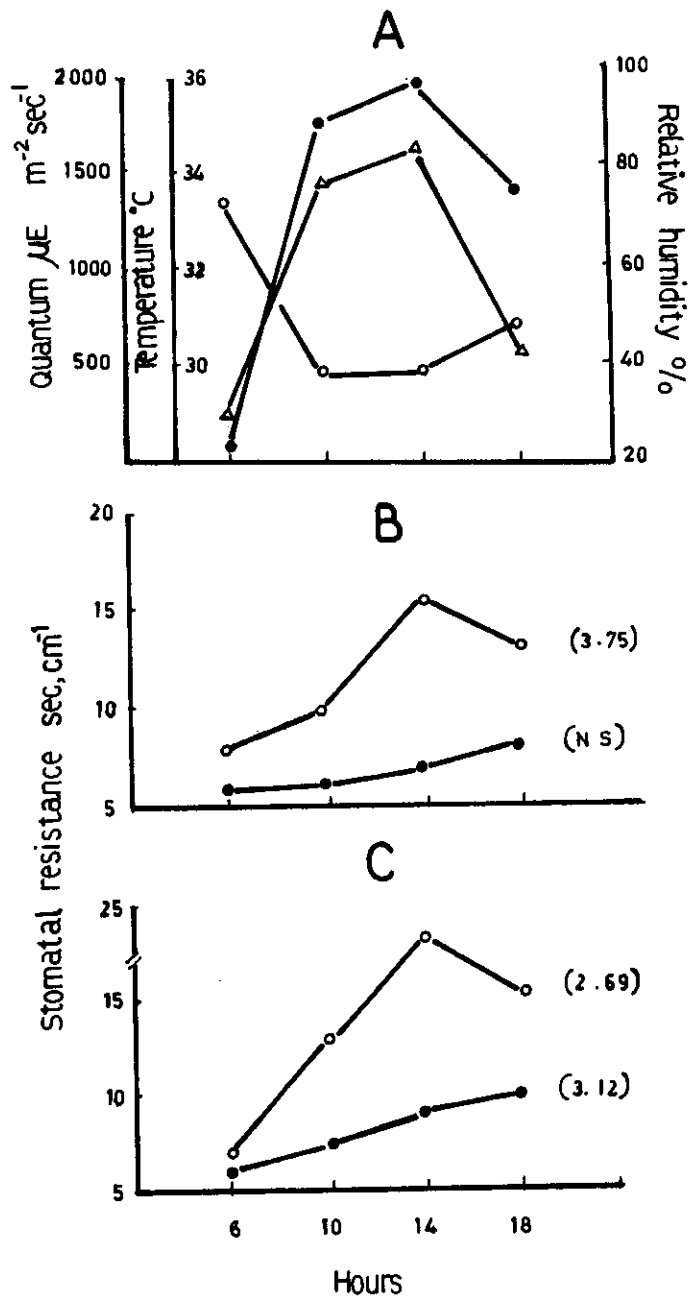 A
Quantum µE m⁻² sec⁻¹
2000
1500
1000
500
Temperature °C
36
34
32
30
Relative humidity %
100
80
60
40
20
B
Stomatal resistance sec, cm⁻¹
20
15
10
5
(3.75)
(NS)
C
25
15
10
5
(2.69)
(3.12)
6 10 14 18
Hours